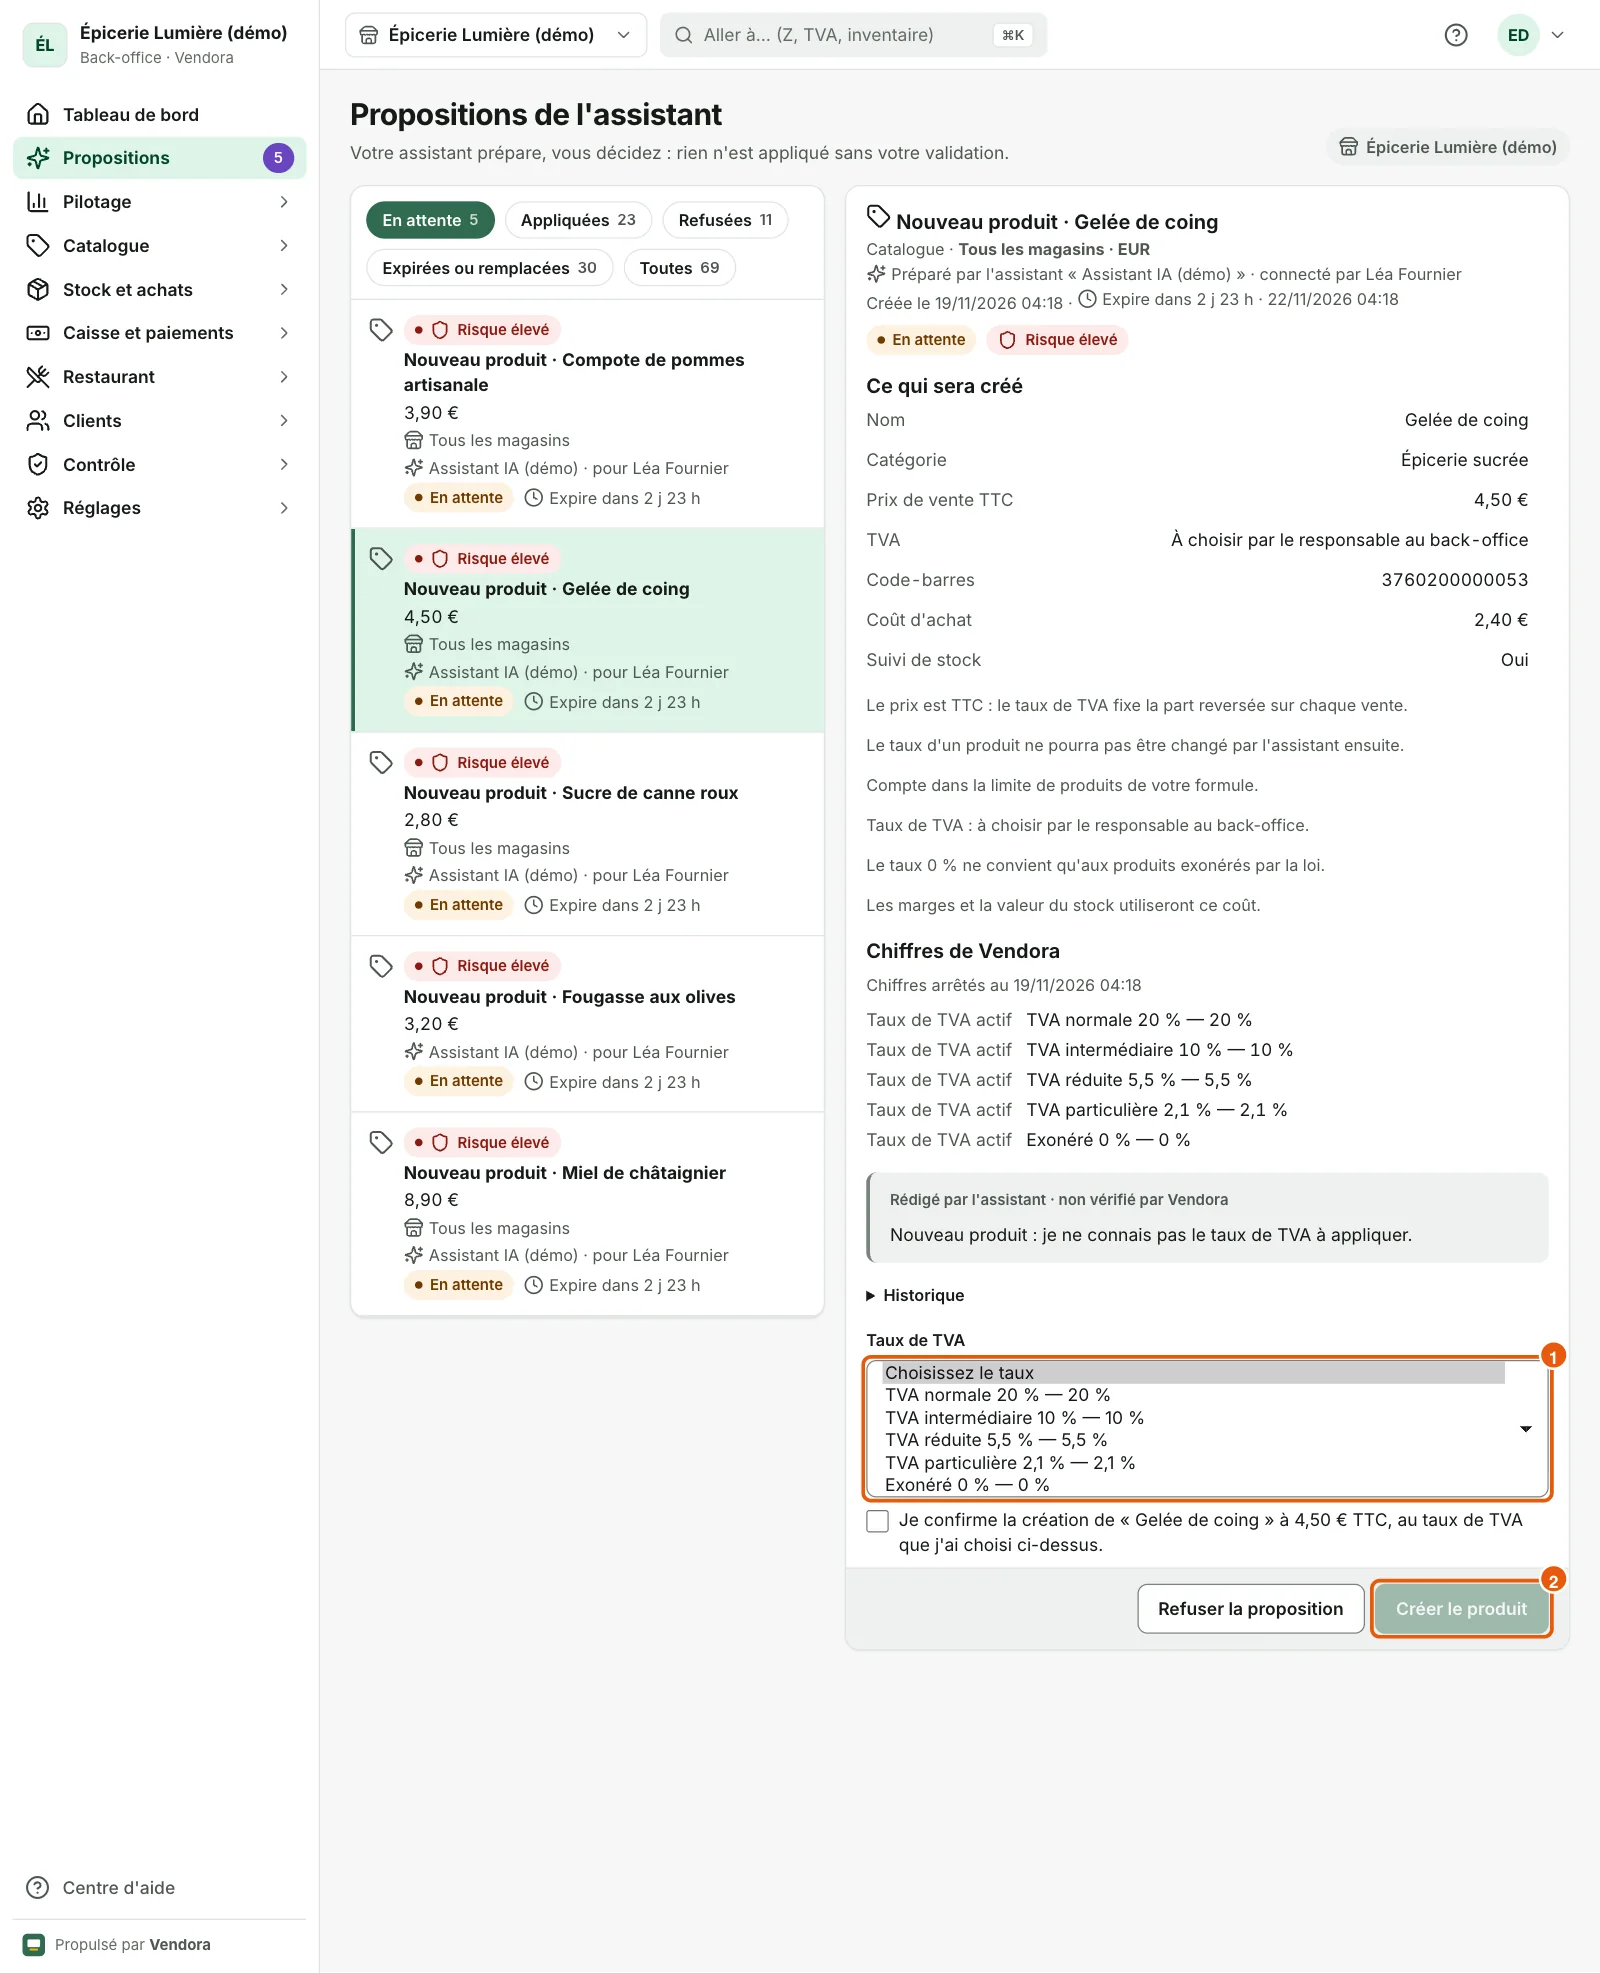 ÉL
Épicerie Lumière (démo)
Back-office · Vendora
Tableau de bord
Propositions
5
Pilotage
Catalogue
Stock et achats
Caisse et paiements
Restaurant
Clients
Contrôle
Réglages
Centre d'aide
Propulsé par Vendora
Épicerie Lumière (démo)
Aller à... (Z, TVA, inventaire)
⌘K
ED
Propositions de l'assistant
Votre assistant prépare, vous décidez : rien n'est appliqué sans votre validation.
Épicerie Lumière (démo)
En attente 5
Appliquées 23
Refusées 11
Expirées ou remplacées 30
Toutes 69
Risque élevé
Nouveau produit · Compote de pommes
artisanale
3,90 €
Tous les magasins
Assistant IA (démo) · pour Léa Fournier
En attente
Expire dans 2 j 23 h
Risque élevé
Nouveau produit · Gelée de coing
4,50 €
Tous les magasins
Assistant IA (démo) · pour Léa Fournier
En attente
Expire dans 2 j 23 h
Risque élevé
Nouveau produit · Sucre de canne roux
2,80 €
Tous les magasins
Assistant IA (démo) · pour Léa Fournier
En attente
Expire dans 2 j 23 h
Risque élevé
Nouveau produit · Fougasse aux olives
3,20 €
Assistant IA (démo) · pour Léa Fournier
En attente
Expire dans 2 j 23 h
Risque élevé
Nouveau produit · Miel de châtaignier
8,90 €
Tous les magasins
Assistant IA (démo) · pour Léa Fournier
En attente
Expire dans 2 j 23 h
Nouveau produit · Gelée de coing
Catalogue · Tous les magasins · EUR
Préparé par l'assistant « Assistant IA (démo) » · connecté par Léa Fournier
Créée le 19/11/2026 04:18 · Expire dans 2 j 23 h · 22/11/2026 04:18
En attente
Risque élevé
Ce qui sera créé
Nom Gelée de coing
Catégorie Épicerie sucrée
Prix de vente TTC 4,50 €
TVA À choisir par le responsable au back-office
Code-barres 3760200000053
Coût d'achat 2,40 €
Suivi de stock Oui
Le prix est TTC : le taux de TVA fixe la part reversée sur chaque vente.
Le taux d'un produit ne pourra pas être changé par l'assistant ensuite.
Compte dans la limite de produits de votre formule.
Taux de TVA : à choisir par le responsable au back-office.
Le taux 0 % ne convient qu'aux produits exonérés par la loi.
Les marges et la valeur du stock utiliseront ce coût.
Chiffres de Vendora
Chiffres arrêtés au 19/11/2026 04:18
Taux de TVA actif TVA normale 20 % — 20 %
Taux de TVA actif TVA intermédiaire 10 % — 10 %
Taux de TVA actif TVA réduite 5,5 % — 5,5 %
Taux de TVA actif TVA particulière 2,1 % — 2,1 %
Taux de TVA actif Exonéré 0 % — 0 %
Rédigé par l'assistant · non vérifié par Vendora
Nouveau produit : je ne connais pas le taux de TVA à appliquer.
Historique
Taux de TVA
1
Choisissez le taux
TVA normale 20 % — 20 %
TVA intermédiaire 10 % — 10 %
TVA réduite 5,5 % — 5,5 %
TVA particulière 2,1 % — 2,1 %
Exonéré 0 % — 0 %
Je confirme la création de « Gelée de coing » à 4,50 € TTC, au taux de TVA
que j'ai choisi ci-dessus.
2
Refuser la proposition
Créer le produit